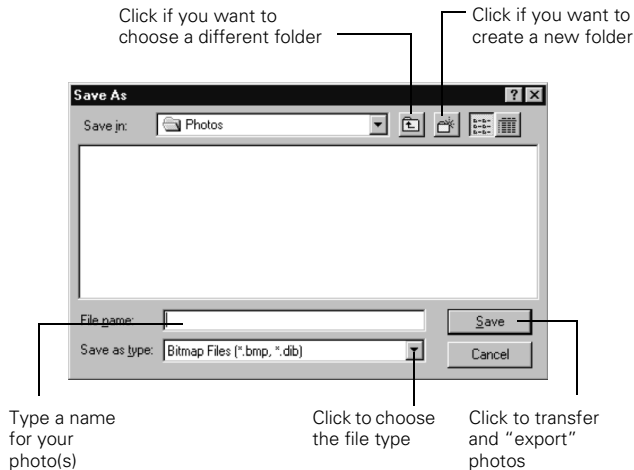 Click if you want to
choose a different folder
Click if you want to
create a new folder
Save As
Save in:
Photos
File name:
Save
Save as type:
Bitmap Files (*.bmp, *.dib)
Cancel
Type a name
for your
photo(s)
Click to choose
the file type
Click to transfer
and “export”
photos